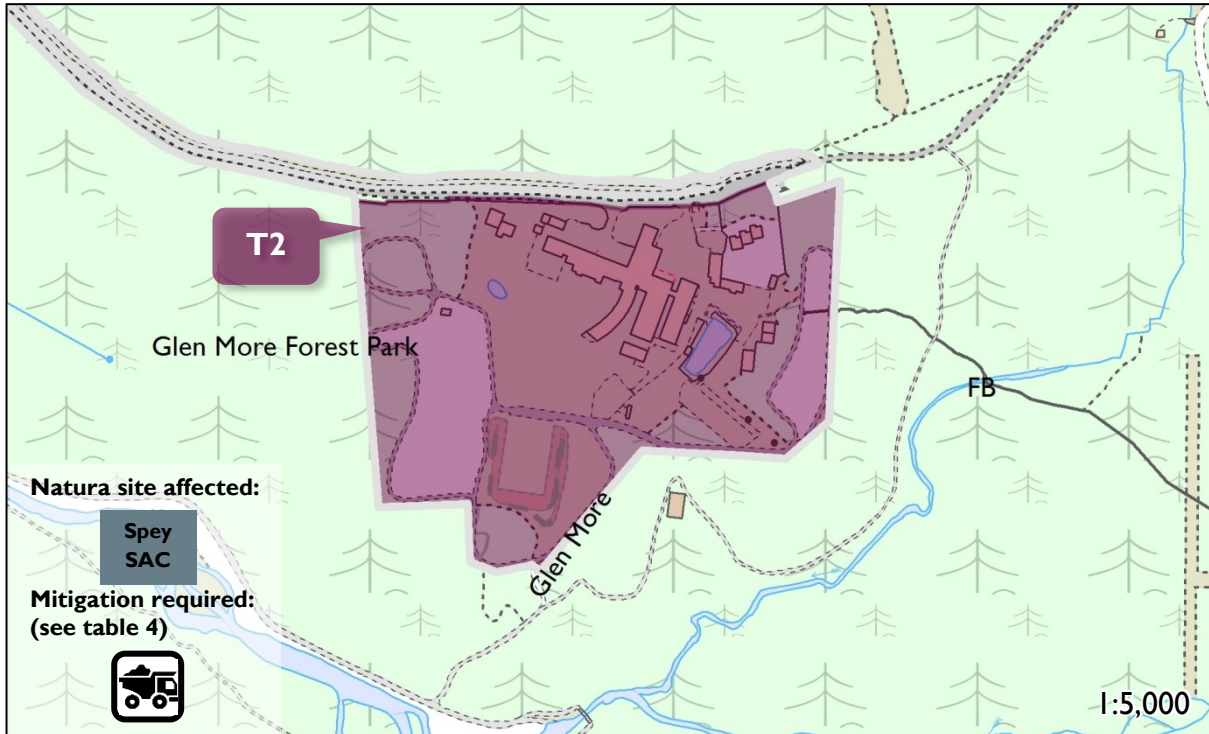 T2
Glen More Forest Park
FB
Glen More
Natura site affected:
Spey
SAC
Mitigation required:
(see table 4)
1:5,000